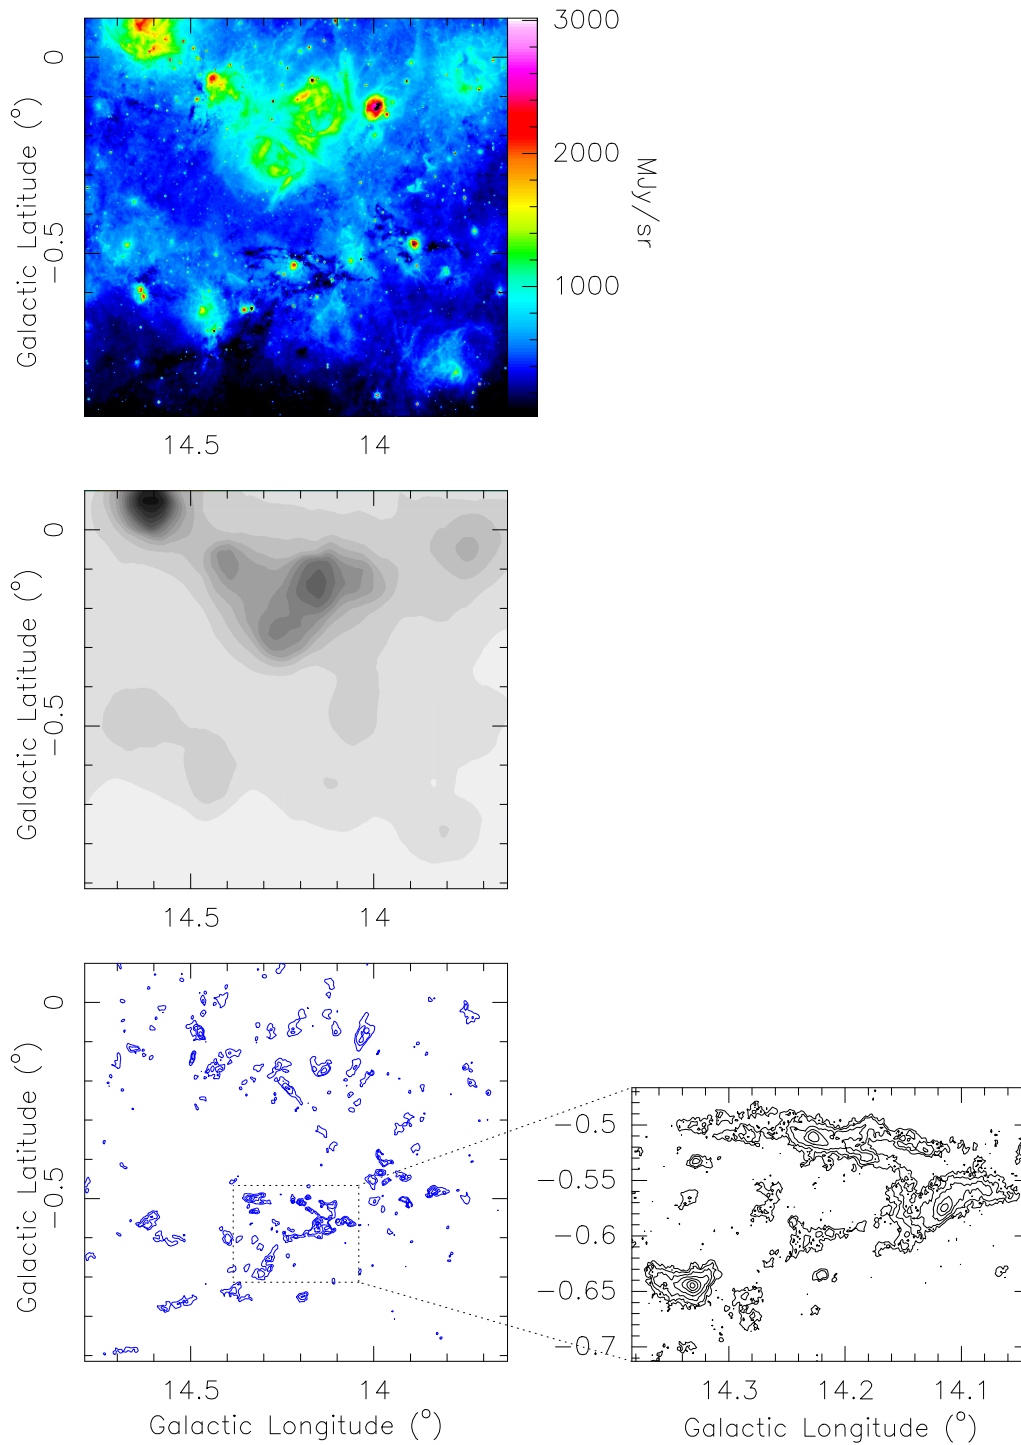 3000
2000
1000
MJy/sr
0
−0.5
Galactic Latitude (°)
14.5 14
0
−0.5
Galactic Latitude (°)
14.5 14
0
−0.5
Galactic Latitude (°)
14.5 14
Galactic Longitude (°)
−0.5
−0.55
−0.6
−0.65
−0.7
14.3 14.2 14.1
Galactic Longitude (°)